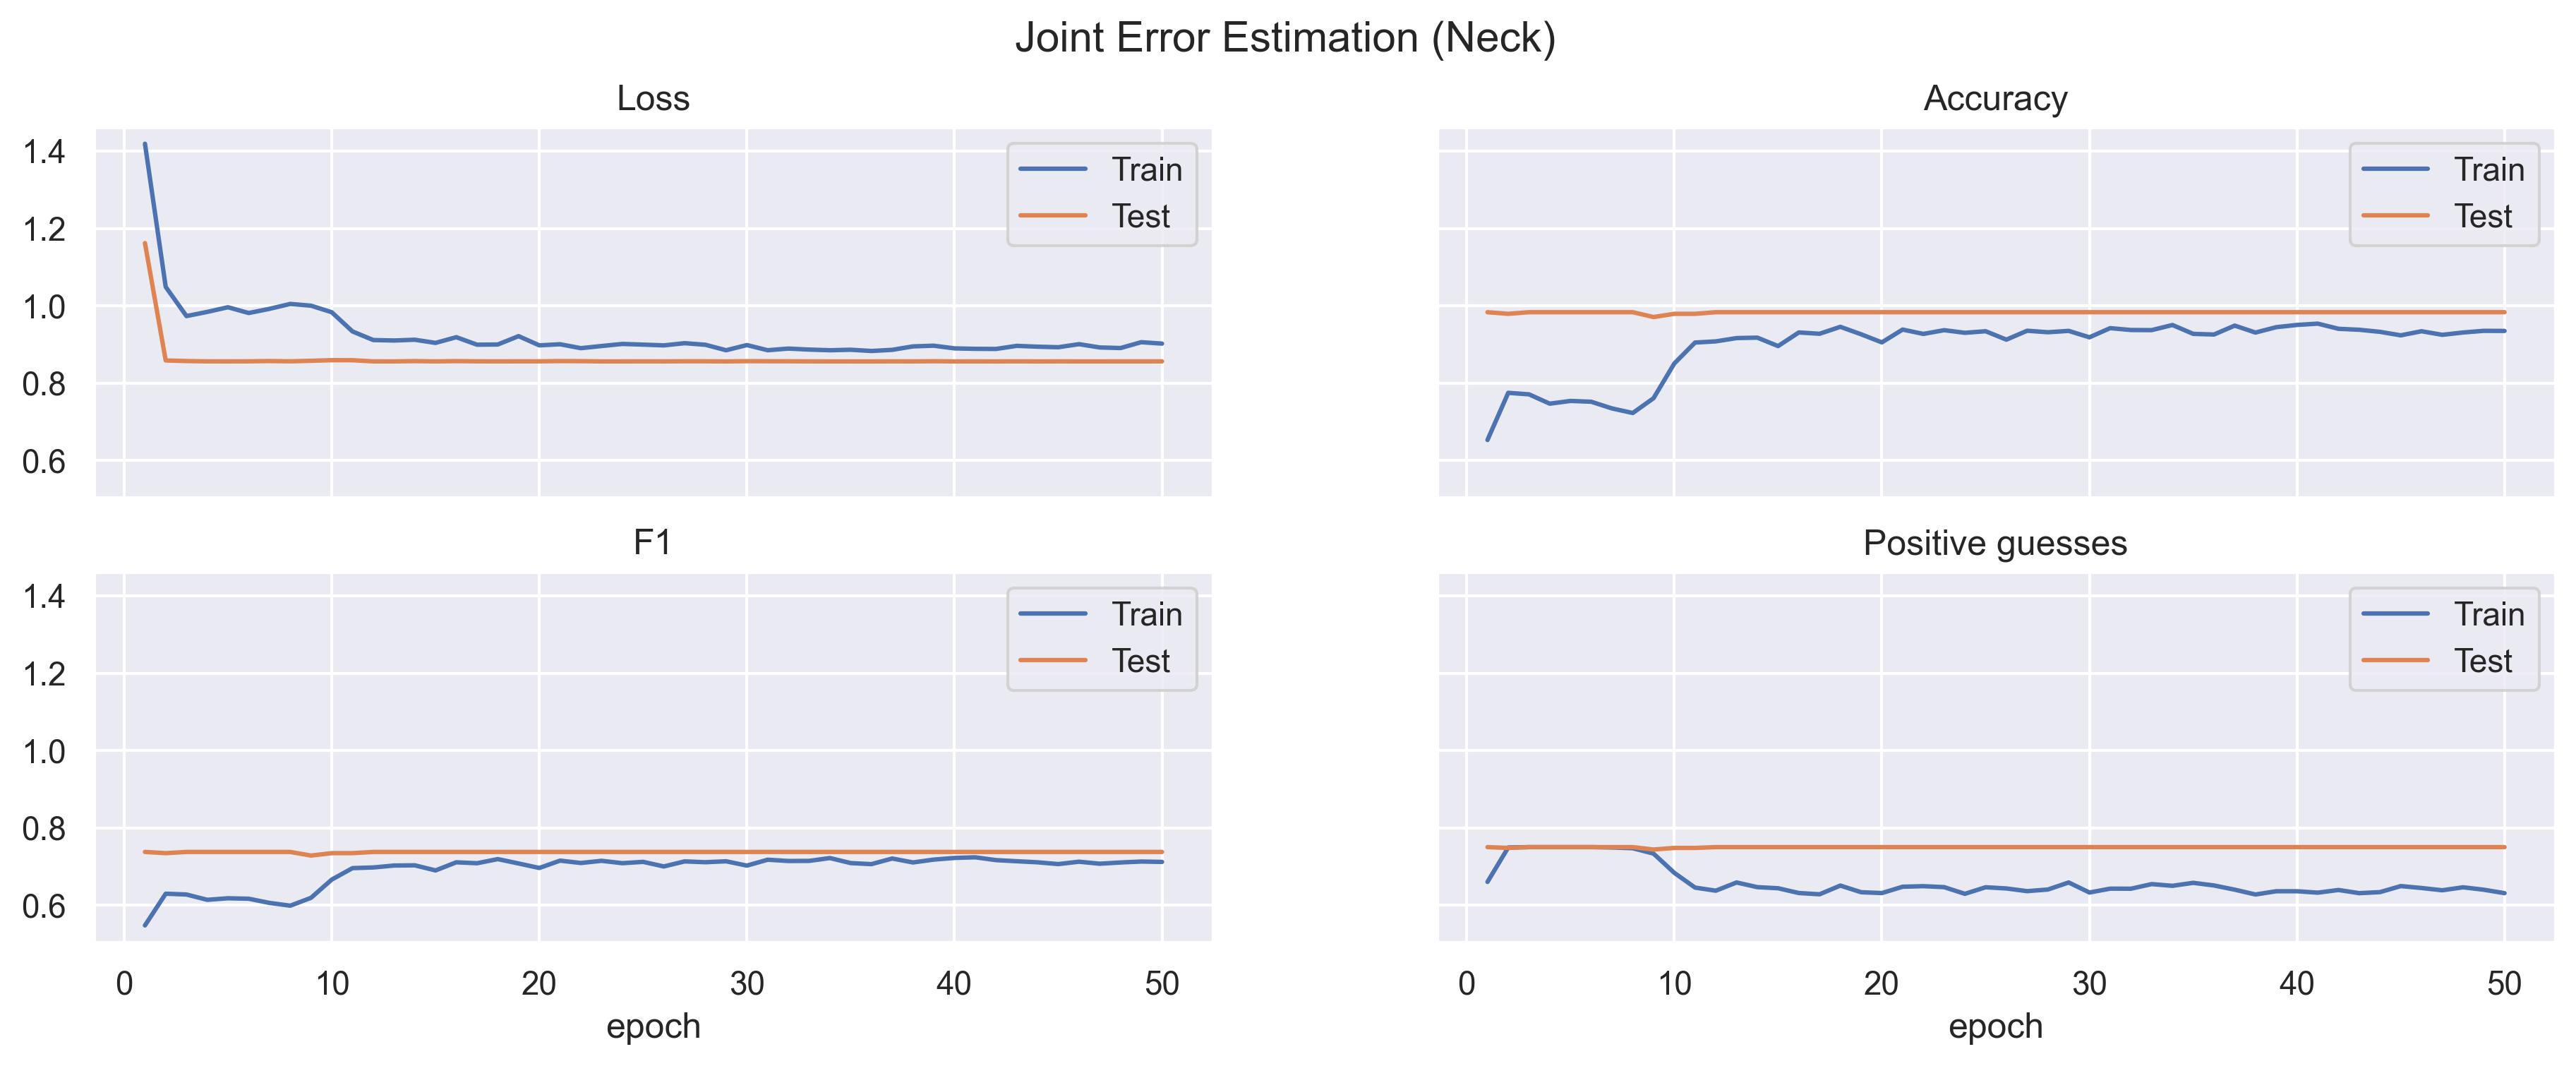 Joint Error Estimation (Neck)
Loss
1.4
1.2
1.0
0.8
0.6
Train
Test
Accuracy
Train
Test
F1
1.4
1.2
1.0
0.8
0.6
Train
Test
0 10 20 30 40 50
epoch
Positive guesses
Train
Test
0 10 20 30 40 50
epoch